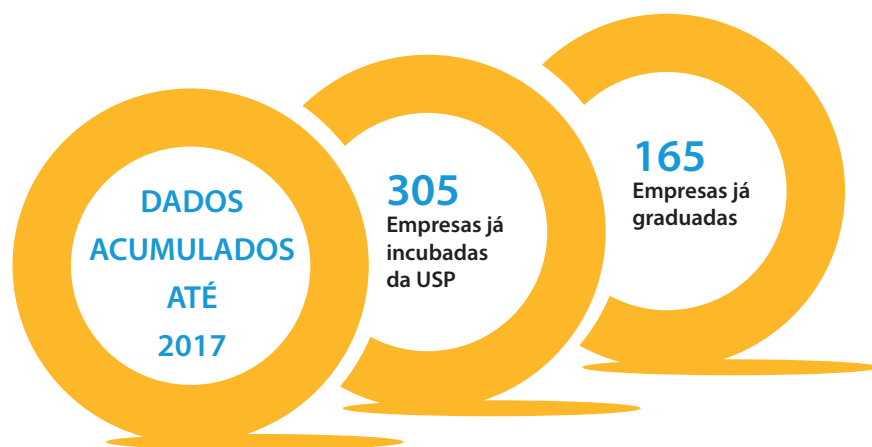 DADOS
ACUMULADOS
ATÉ
2017
305
Empresas já
incubadas
da USP
165
Empresas já
graduadas